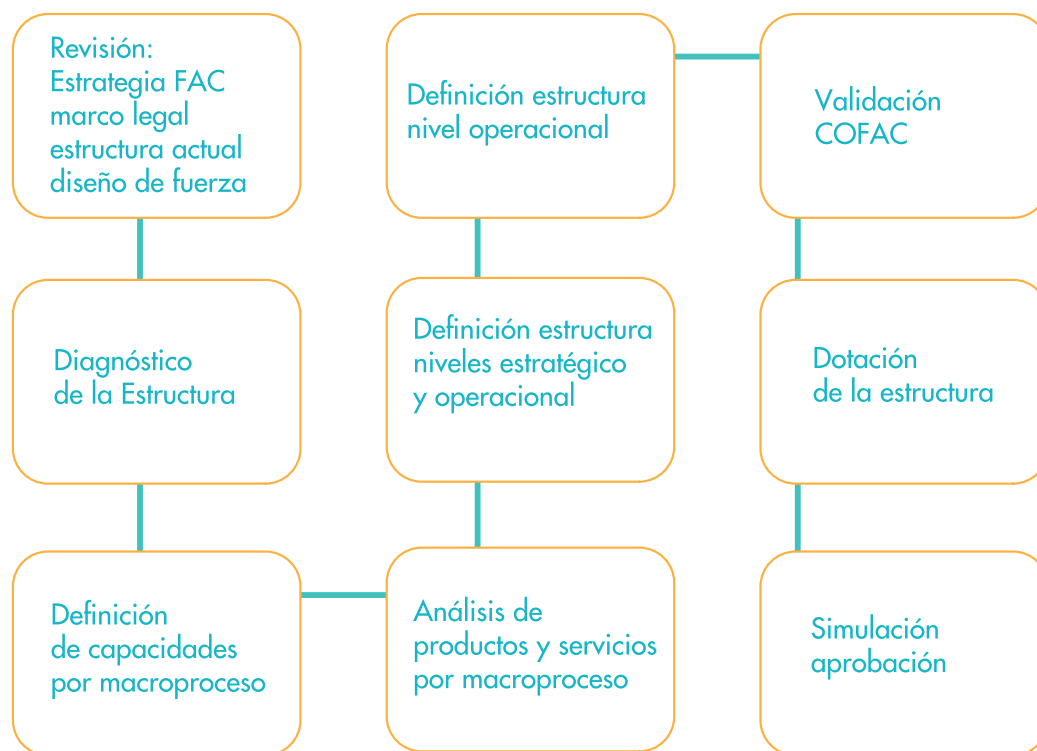 Revisión:
Estrategia FAC
marco legal
estructura actual
diseño de fuerza
Diagnóstico
de la Estructura
Definición
de capacidades
por macroproceso
Análisis de
productos y servicios
por macroproceso
Definición estructura
niveles estratégico
y operacional
Definición estructura
nivel operacional
Validación
COFAC
Dotación
de la estructura
Simulación
aprobación